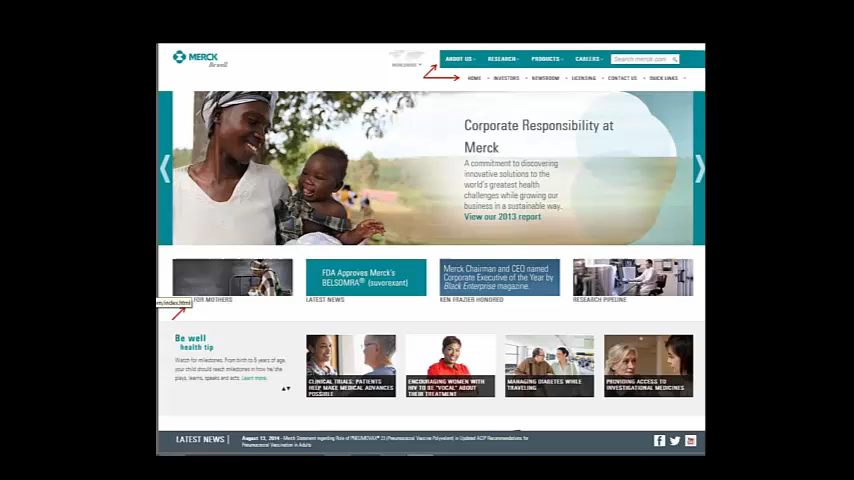 MERCK
Be well
WORLDWIDE
ABOUT US
RESEARCH
PRODUCTS
CAREERS
Search merck.com
HOME
INVESTORS
NEWSROOM
LICENSING
CONTACT US
QUICK LINKS
Corporate Responsibility at
Merck
A commitment to discovering
innovative solutions to the
world's greatest health
challenges while growing our
business in a sustainable way.
View our 2013 report
FDA Approves Merck's
BELSOMRA® (suvorexant)
Merck Chairman and CEO named
Corporate Executive of the Year by
Black Enterprise magazine.
m/index.html
FOR MOTHERS
LATEST NEWS
KEN FRAZIER HONORED
RESEARCH PIPELINE
Be well
health tip
Watch for milestones. From birth to 5 years of age,
your child should reach milestones in how he/she
plays, learns, speaks and acts. Learn more.
CLINICAL TRIALS: PATIENTS
HELP MAKE MEDICAL ADVANCES
POSSIBLE
ENCOURAGING WOMEN WITH
HIV TO BE "VOCAL" ABOUT
THEIR TREATMENT
MANAGING DIABETES WHILE
TRAVELING
PROVIDING ACCESS TO
INVESTIGATIONAL MEDICINES
LATEST NEWS
August 13, 2014 - Merck Statement regarding Role of PNEUMOVAX® 23 (Pneumococcal Vaccine Polyvalent) in Updated ACIP Recommendations for
Pneumococcal Vaccination in Adults